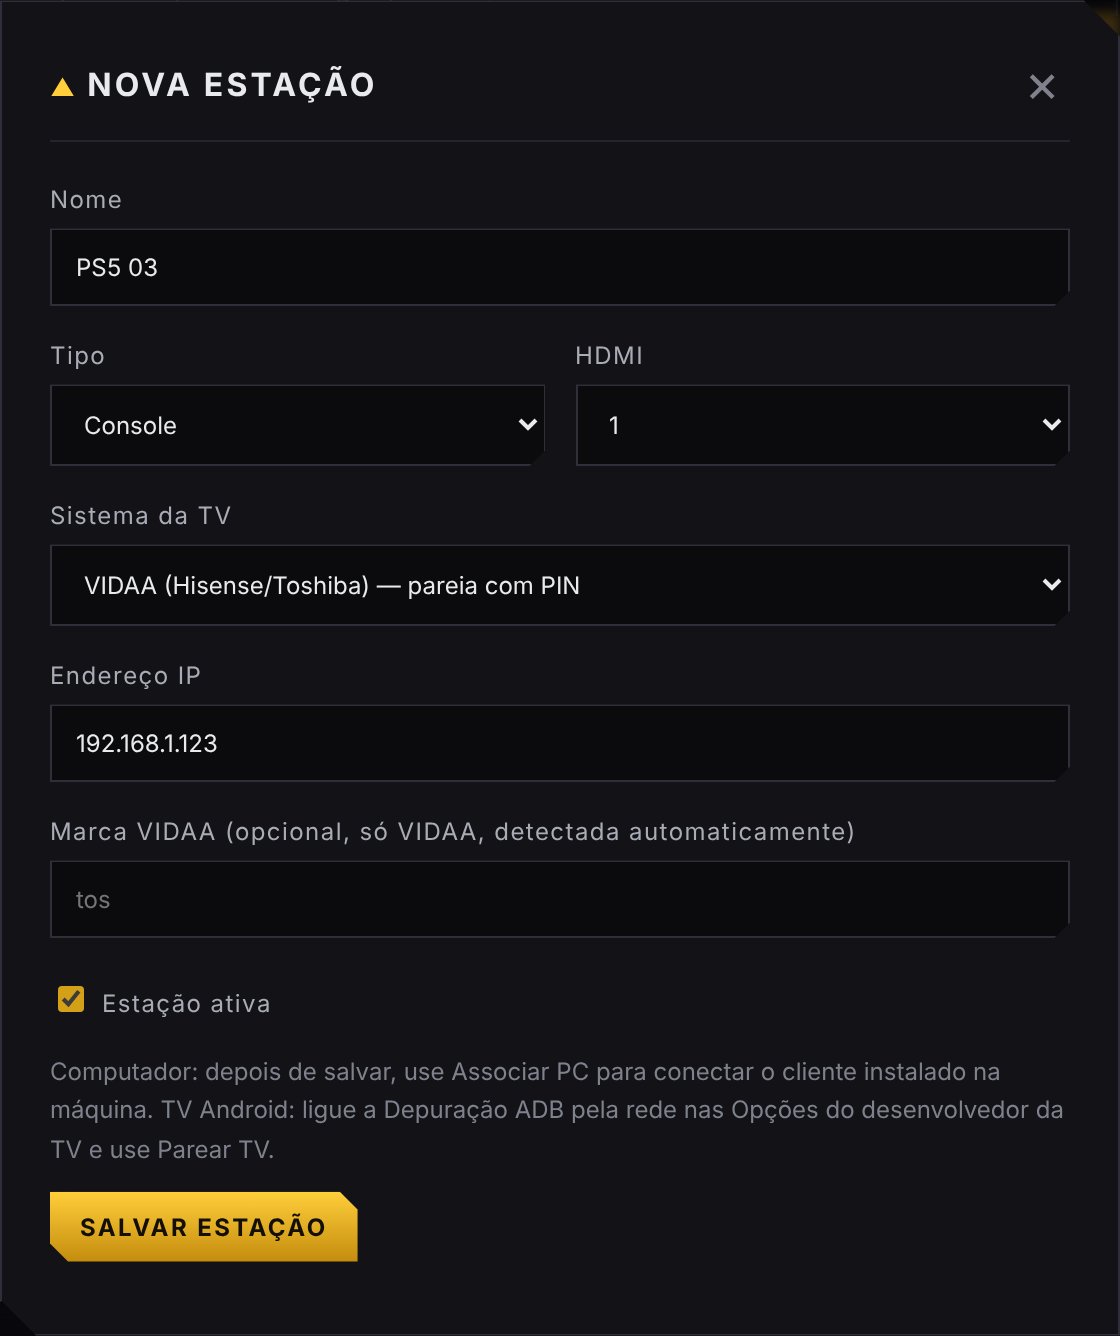 NOVA ESTAÇÃO
Nome
PS5 03
Tipo
HDMI
Console
1
Sistema da TV
VIDAA (Hisense/Toshiba) — pareia com PIN
Endereço IP
192.168.1.123
Marca VIDAA (opcional, só VIDAA, detectada automaticamente)
tos
Estação ativa
Computador: depois de salvar, use Associar PC para conectar o cliente instalado na
máquina. TV Android: ligue a Depuração ADB pela rede nas Opções do desenvolvedor da
TV e use Parear TV.
SALVAR ESTAÇÃO